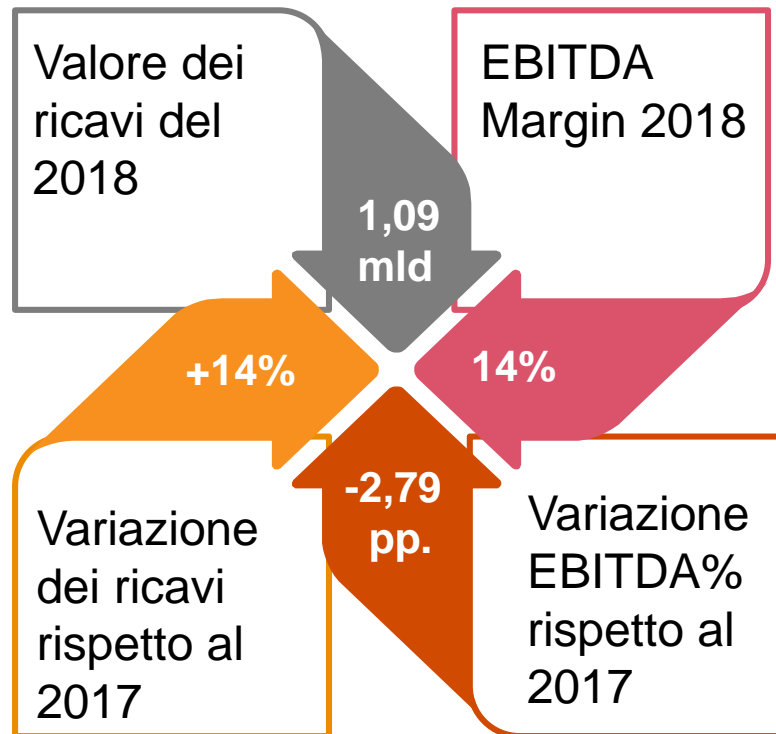 Valore dei
ricavi del
2018
1,09
mld
EBITDA
Margin 2018
14%
+14%
Variazione
dei ricavi
rispetto al
2017
-2,79
pp.
Variazione
EBITDA%
rispetto al
2017